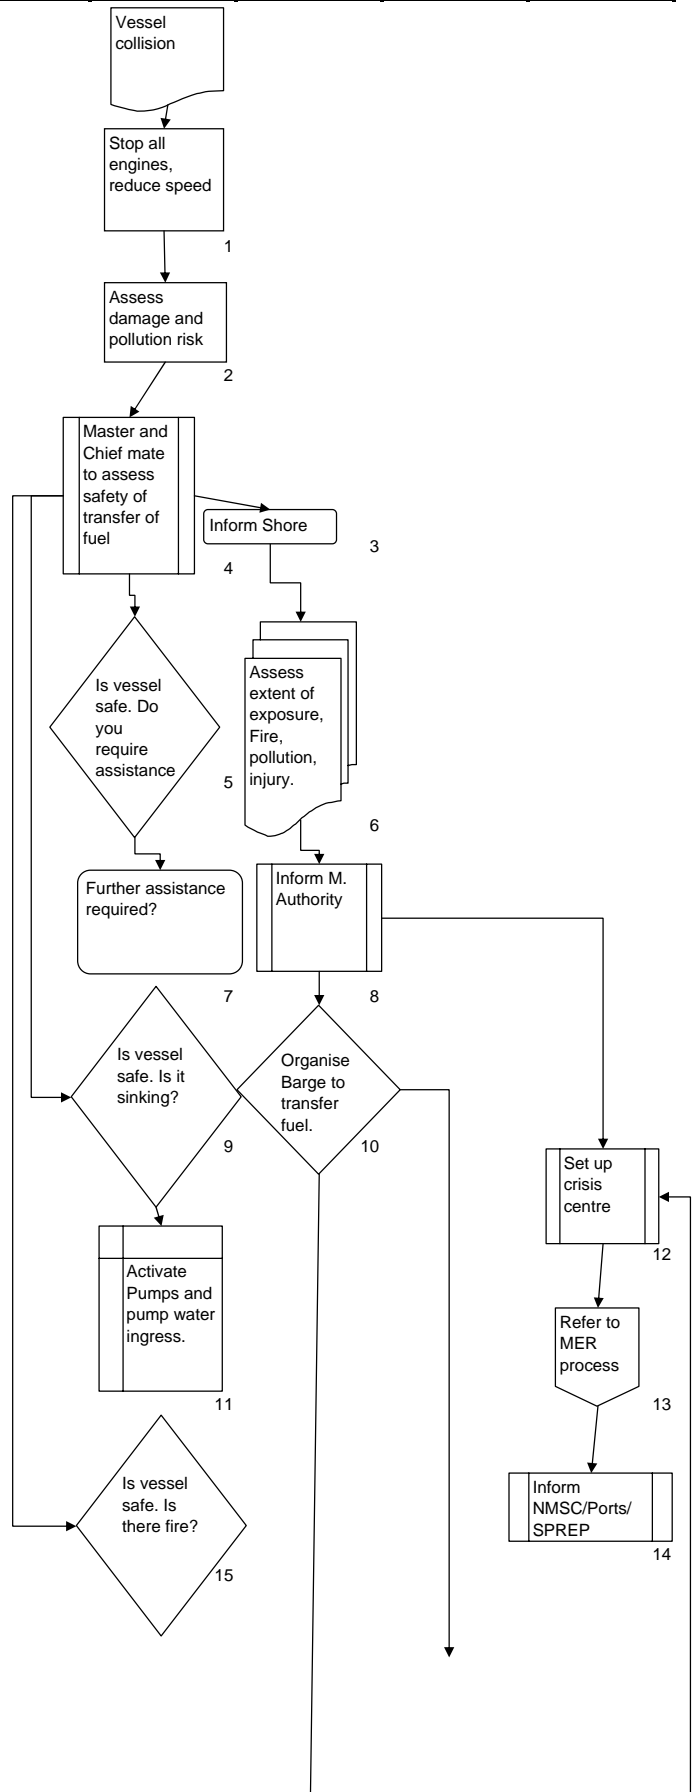 Vessel
collision
Stop all
engines,
reduce speed
1
Assess
damage and
pollution risk
2
Master and
Chief mate
to assess
safety of
transfer of
fuel
4
Inform Shore
3
Is vessel
safe. Do
you
require
assistance
5
Assess
extent of
exposure,
Fire,
pollution,
injury.
6
Further assistance
required?
7
Inform M.
Authority
8
Is vessel
safe. Is it
sinking?
9
Organise
Barge to
transfer
fuel.
10
Set up
crisis
centre
12
Activate
Pumps and
pump water
ingress.
11
Refer to
MER
process
13
Is vessel
safe. Is
there fire?
15
Inform
NMSC/Ports/
SPREP
14